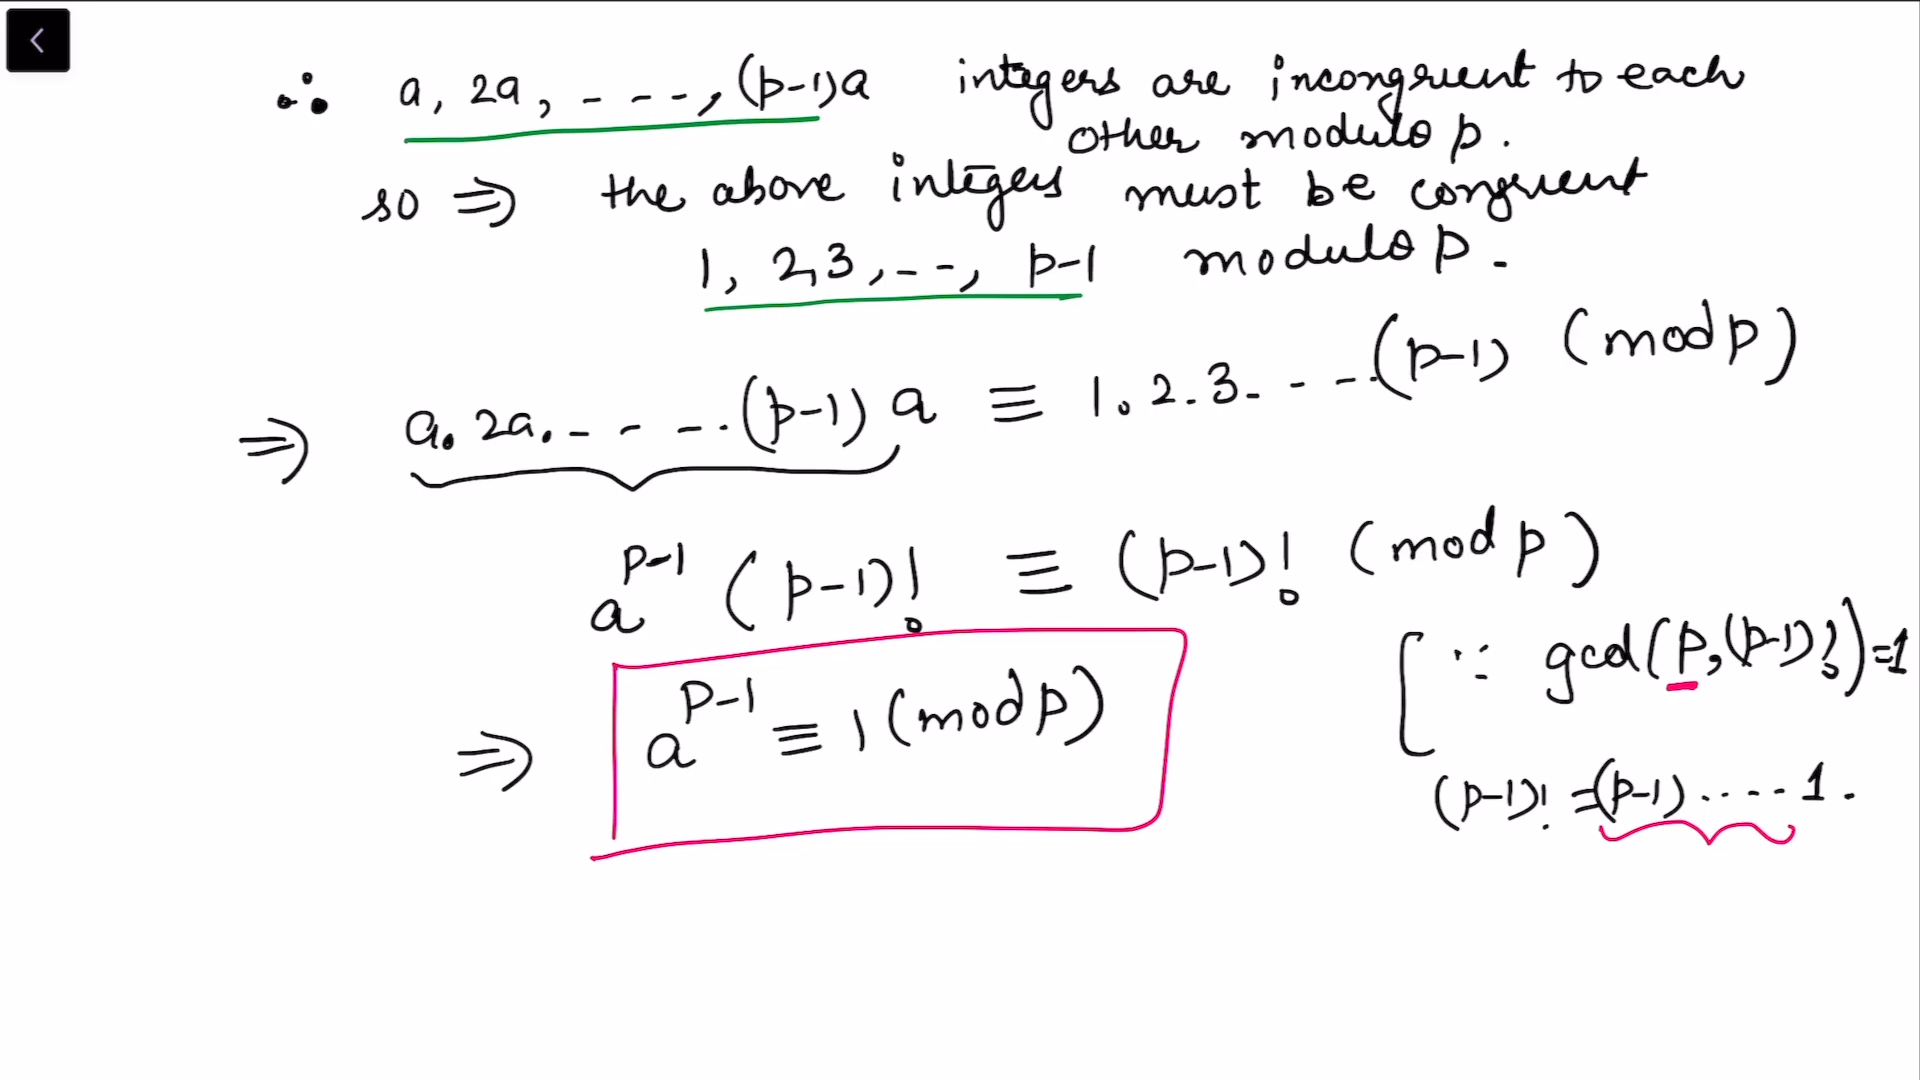 ∴ a, 2a, - - - -, (p-1)a integers are incongruent to each
other modulo p.
so ⇒ the above integers must be congruent
1, 2, 3, - - -, p-1 modulo p.
⇒ a. 2a. - - - -. (p-1) a ≡ 1. 2. 3. - - - - (p-1) (mod p)
a^{p-1} (p-1)! ≡ (p-1)! (mod p)
[ ∵ gcd(p, (p-1)!) = 1
⇒ a^{p-1} ≡ 1 (mod p)
(p-1)! = (p-1) ..... 1.